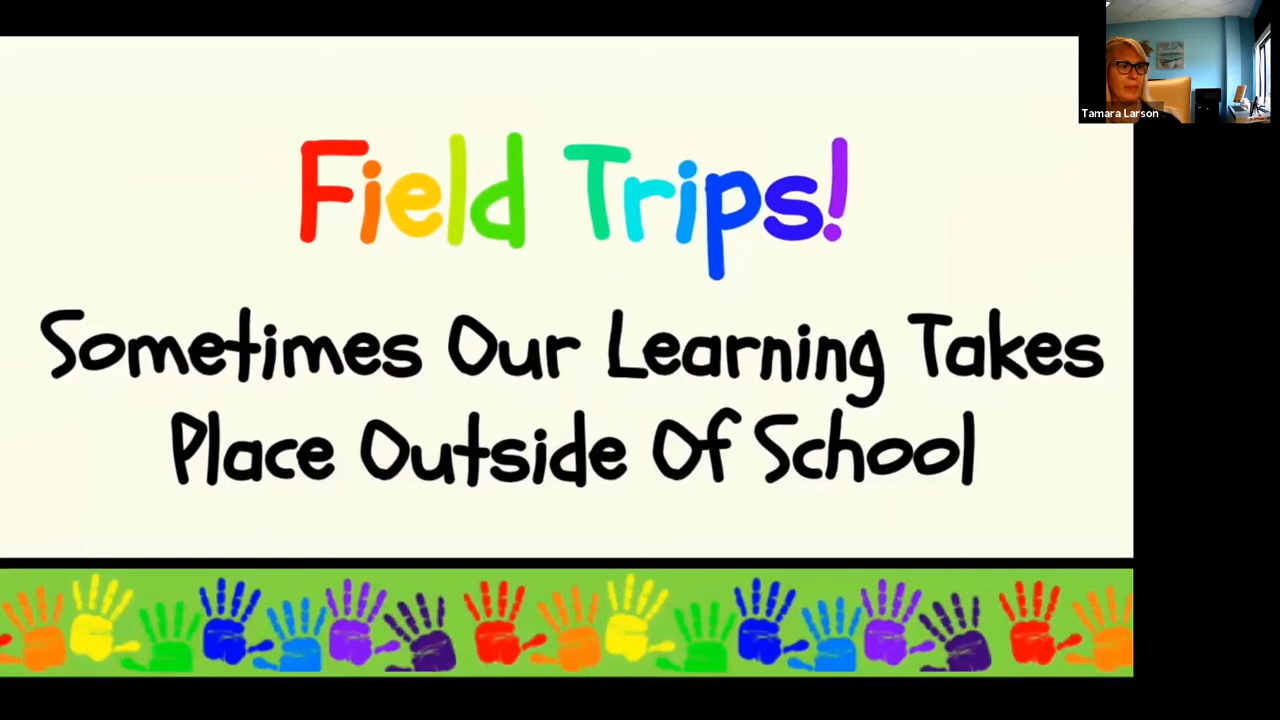 Field Trips!
Sometimes Our Learning Takes
Place Outside Of School
Tamara Larson